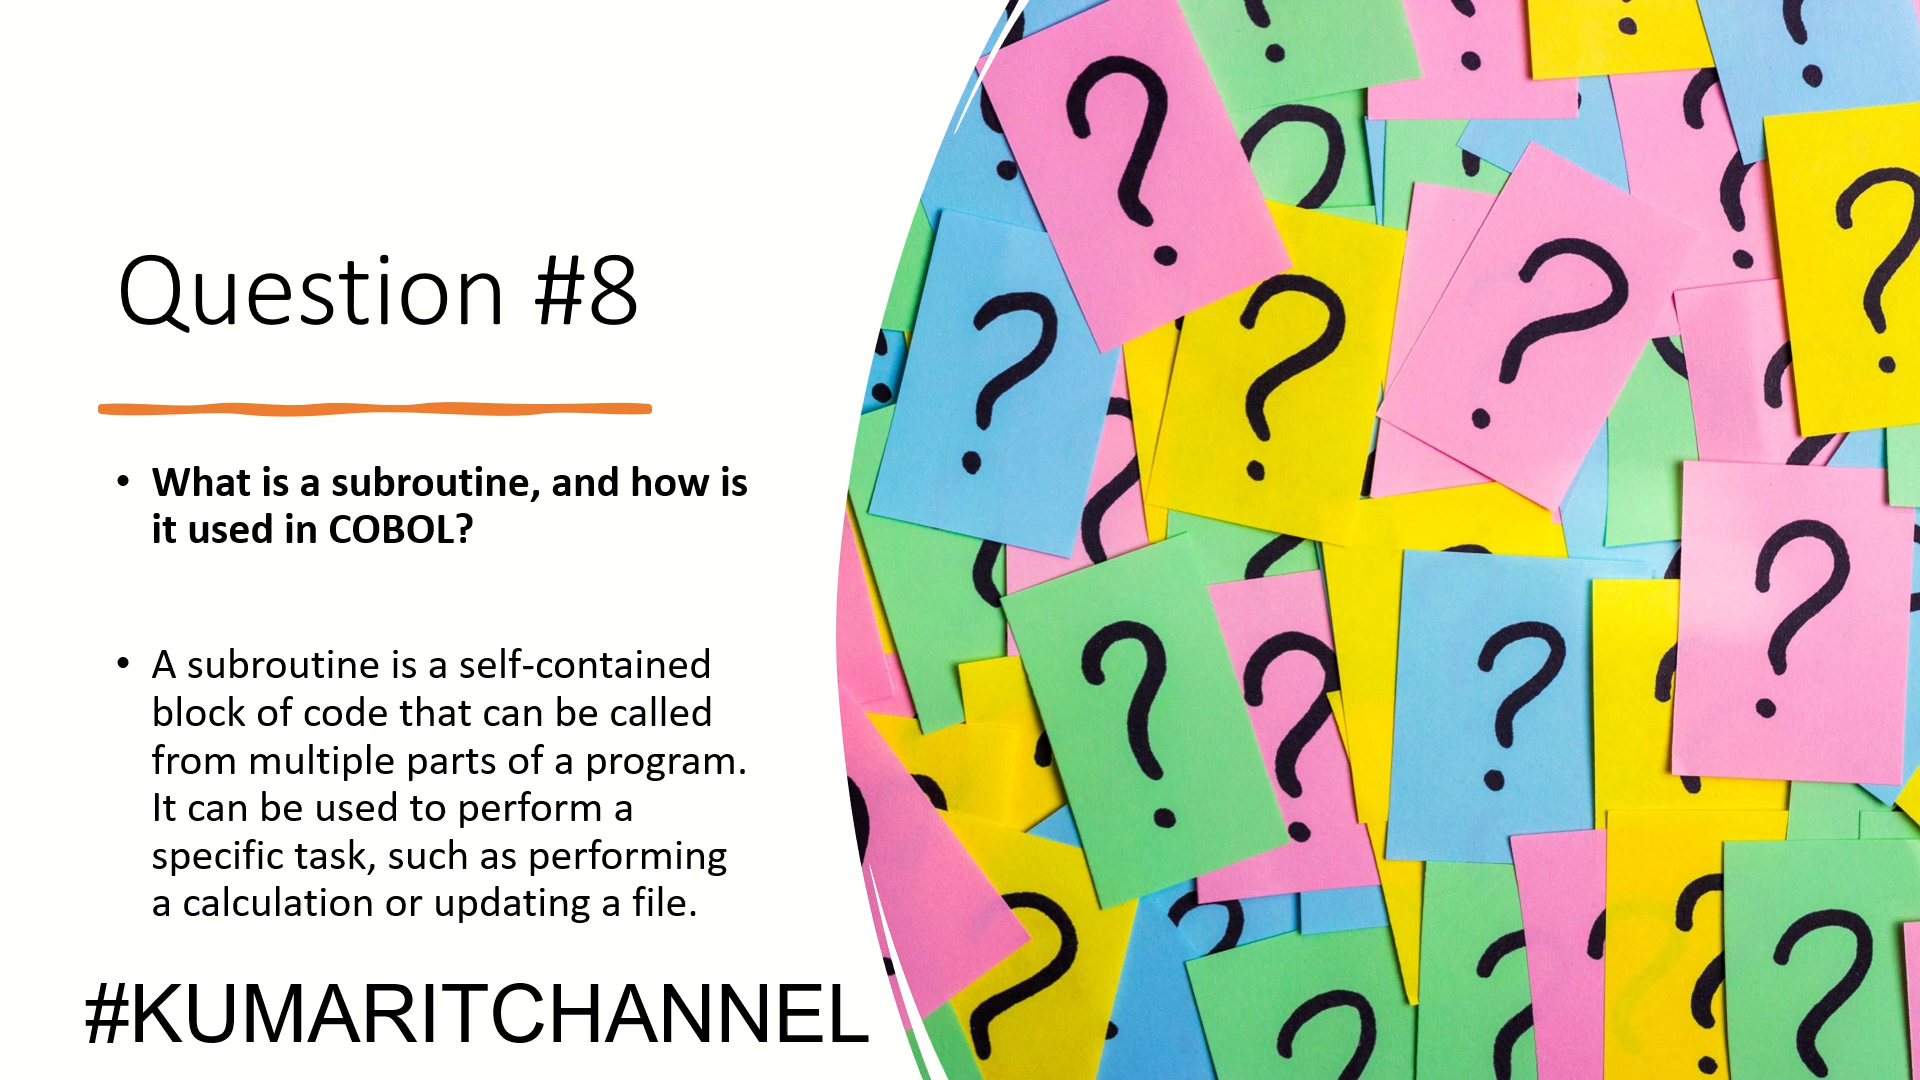 Question #8
• What is a subroutine, and how is
it used in COBOL?
• A subroutine is a self-contained
block of code that can be called
from multiple parts of a program.
It can be used to perform a
specific task, such as performing
a calculation or updating a file.
#KUMARITCHANNEL